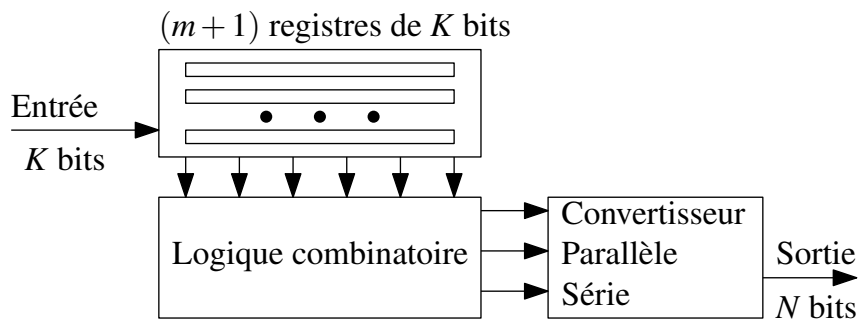 (m + 1) registres de K bits
Entrée
K bits
Logique combinatoire
Convertisseur
Parallèle
Série
Sortie
N bits